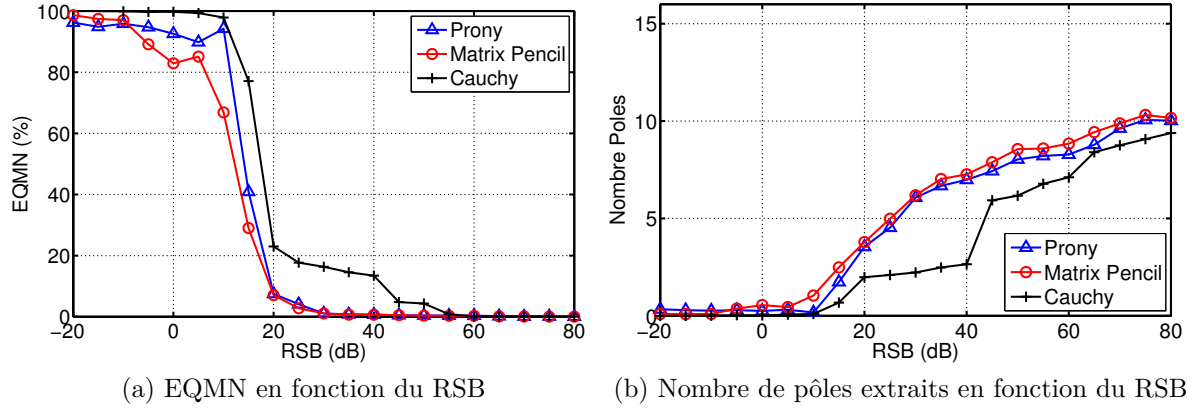 100
80
60
40
20
0
−20
0
20
40
60
80
EQMN (%)
RSB (dB)
Prony
Matrix Pencil
Cauchy
(a) EQMN en fonction du RSB
15
10
5
0
−20
0
20
40
60
80
Nombre Poles
RSB (dB)
Prony
Matrix Pencil
Cauchy
(b) Nombre de pôles extraits en fonction du RSB